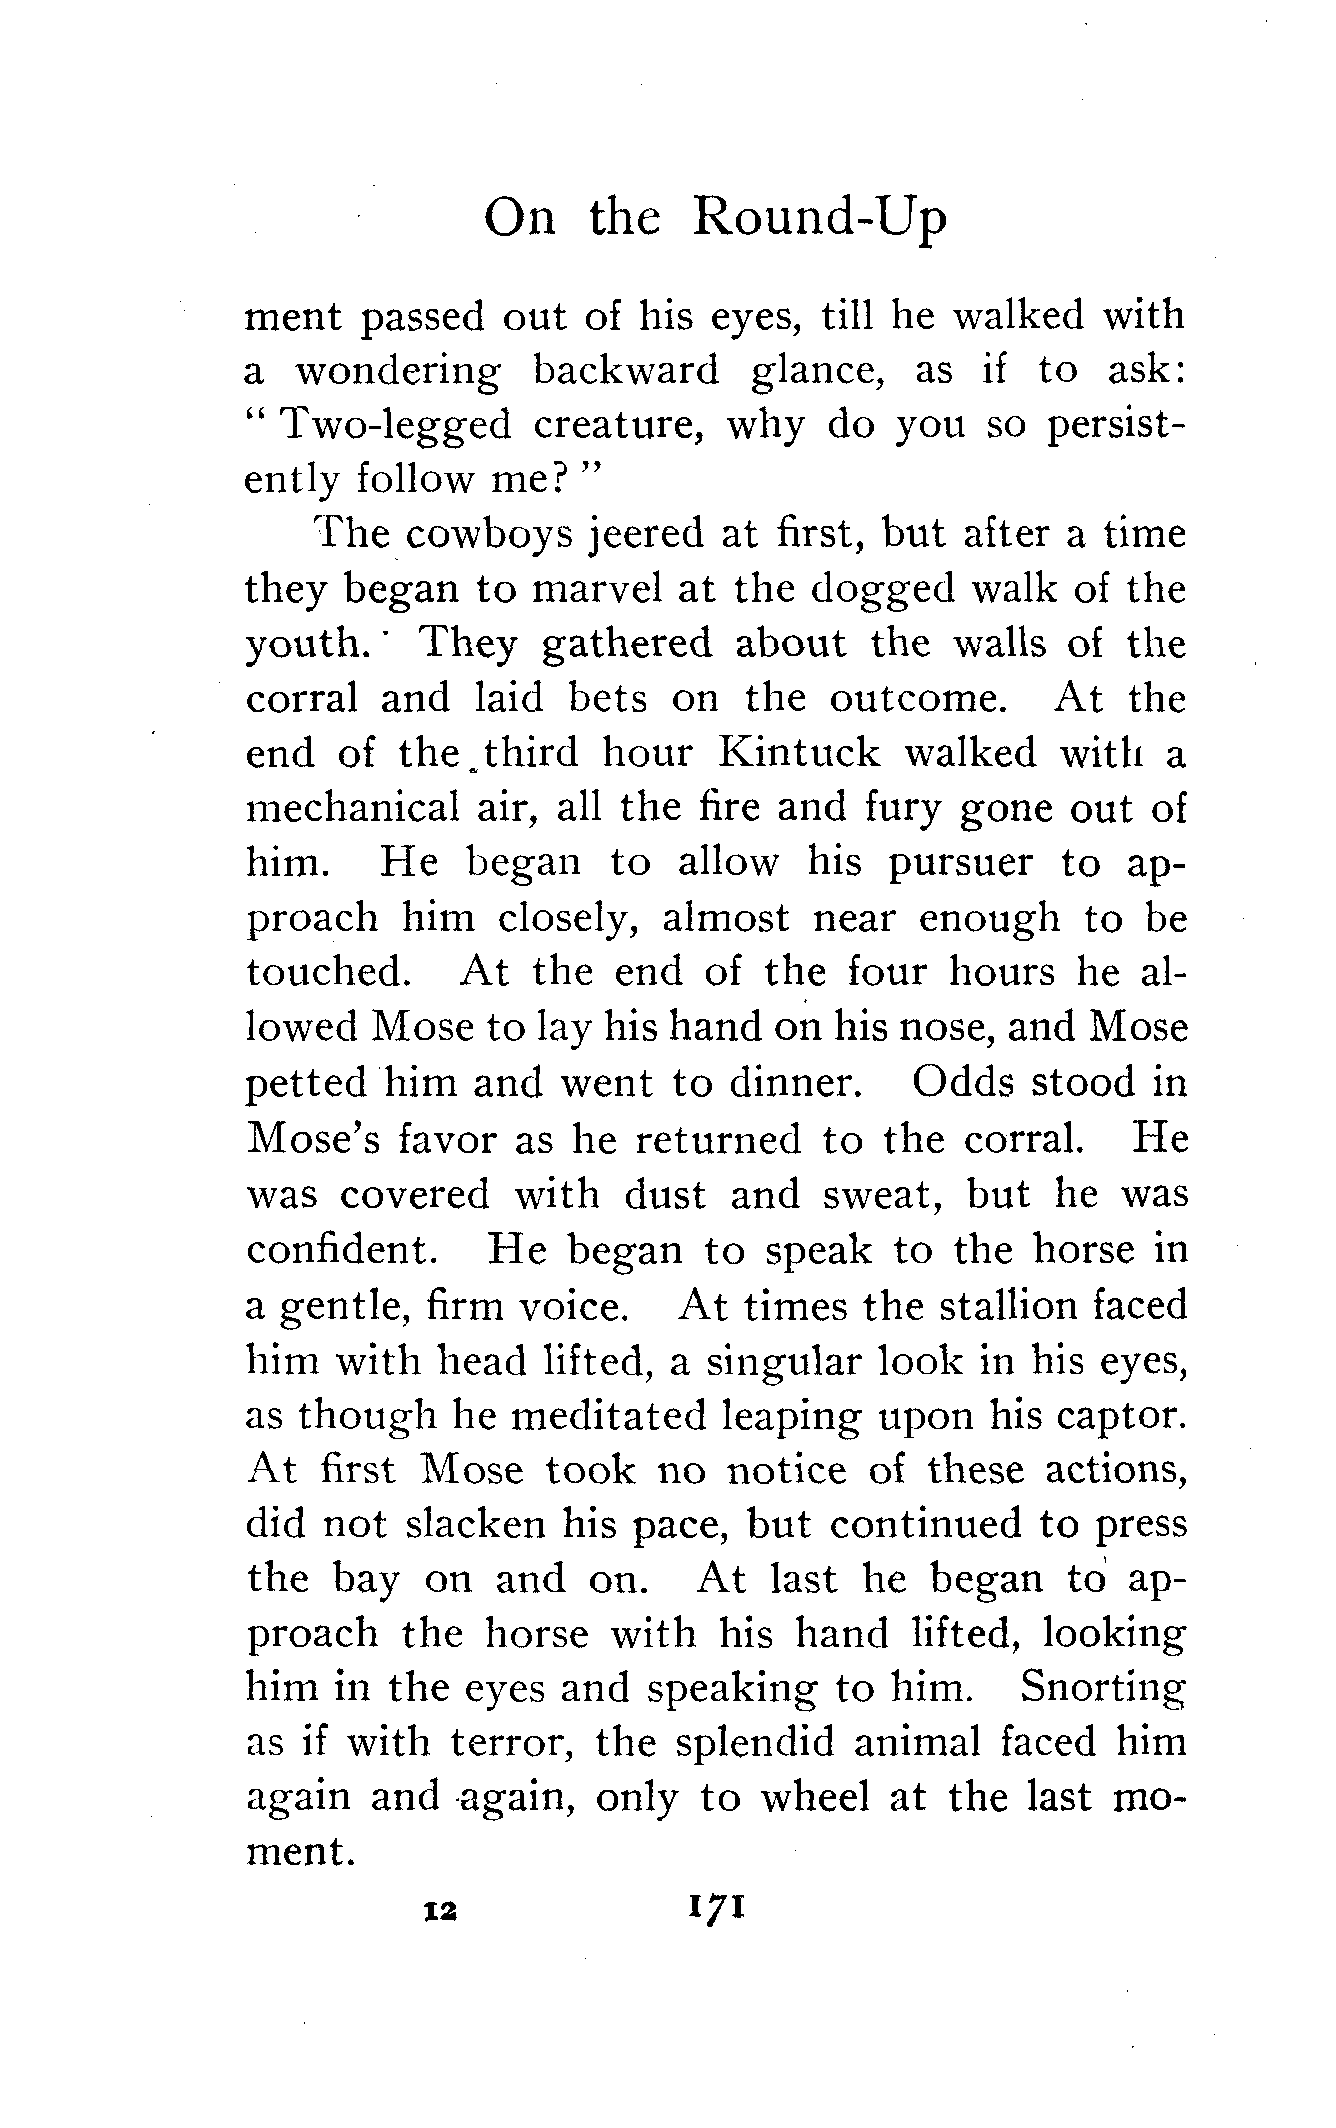 On the Round-Up
ment passed out of his eyes, till he walked with
a wondering backward glance, as if to ask:
“ Two-legged creature, why do you so persist-
ently follow me? ”
The cowboys jeered at first, but after a time
they began to marvel at the dogged walk of the
youth. They gathered about the walls of the
corral and laid bets on the outcome. At the
end of the third hour Kintuck walked with a
mechanical air, all the fire and fury gone out of
him. He began to allow his pursuer to ap-
proach him closely, almost near enough to be
touched. At the end of the four hours he al-
lowed Mose to lay his hand on his nose, and Mose
petted him and went to dinner. Odds stood in
Mose’s favor as he returned to the corral. He
was covered with dust and sweat, but he was
confident. He began to speak to the horse in
a gentle, firm voice. At times the stallion faced
him with head lifted, a singular look in his eyes,
as though he meditated leaping upon his captor.
At first Mose took no notice of these actions,
did not slacken his pace, but continued to press
the bay on and on. At last he began to ap-
proach the horse with his hand lifted, looking
him in the eyes and speaking to him. Snorting
as if with terror, the splendid animal faced him
again and again, only to wheel at the last mo-
ment.
12 171